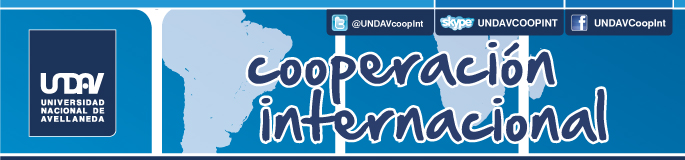 @UNDAVcoopInt
skype UNDAVCOOPINT
f UNDAVCoopInt
UNDAV
UNIVERSIDAD
NACIONAL DE
AVELLANEDA
cooperación
internacional